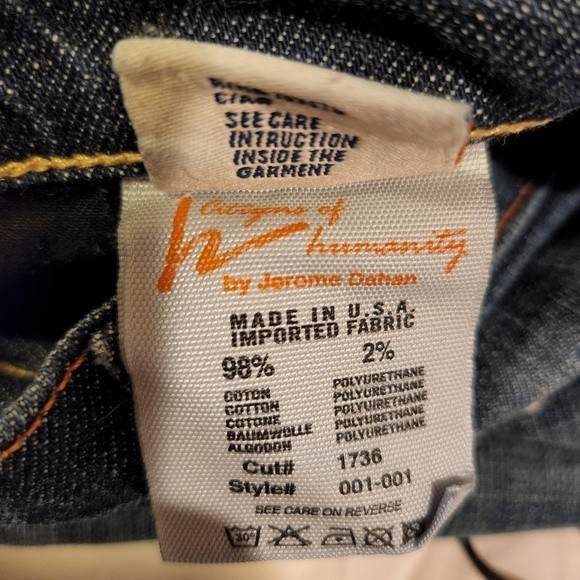 SEE CARE
INTRUCTION
INSIDE THE
GARMENT
Citizens of
humanity
by Jerome Dahan
MADE IN U.S.A.
IMPORTED FABRIC
98% 2%
COTON POLYURETHANE
COTTON POLYURETHANE
COTONE POLYURETHANE
BAUMWOLLE POLYURETHANE
ALGODON POLYURETHANE
Cut# 1736
Style# 001-001
SEE CARE ON REVERSE
30°